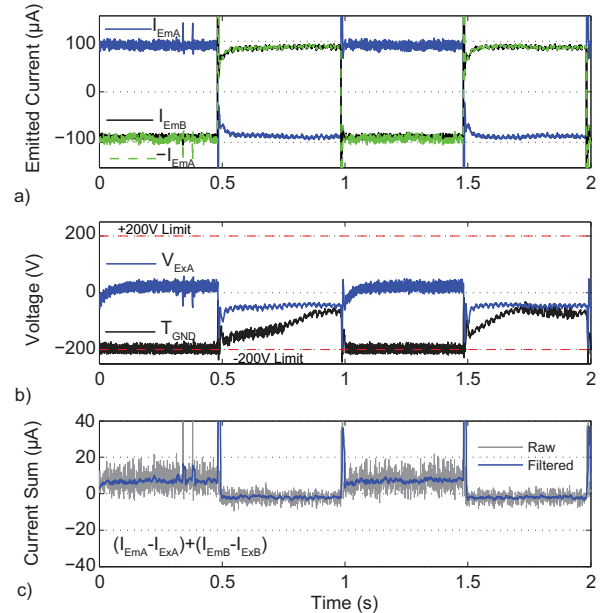 a)
Emitted Current (µA)
100
0
−100
I_EmA
I_EmB
−I_EmA
0 0.5 1 1.5 2
b)
Voltage (V)
200
0
−200
+200V Limit
V_ExA
T_GND
-200V Limit
0 0.5 1 1.5 2
c)
Current Sum (µA)
40
20
0
−20
−40
Raw
Filtered
(I_EmA-I_ExA)+(I_EmB-I_ExB)
0 0.5 1 1.5 2
Time (s)